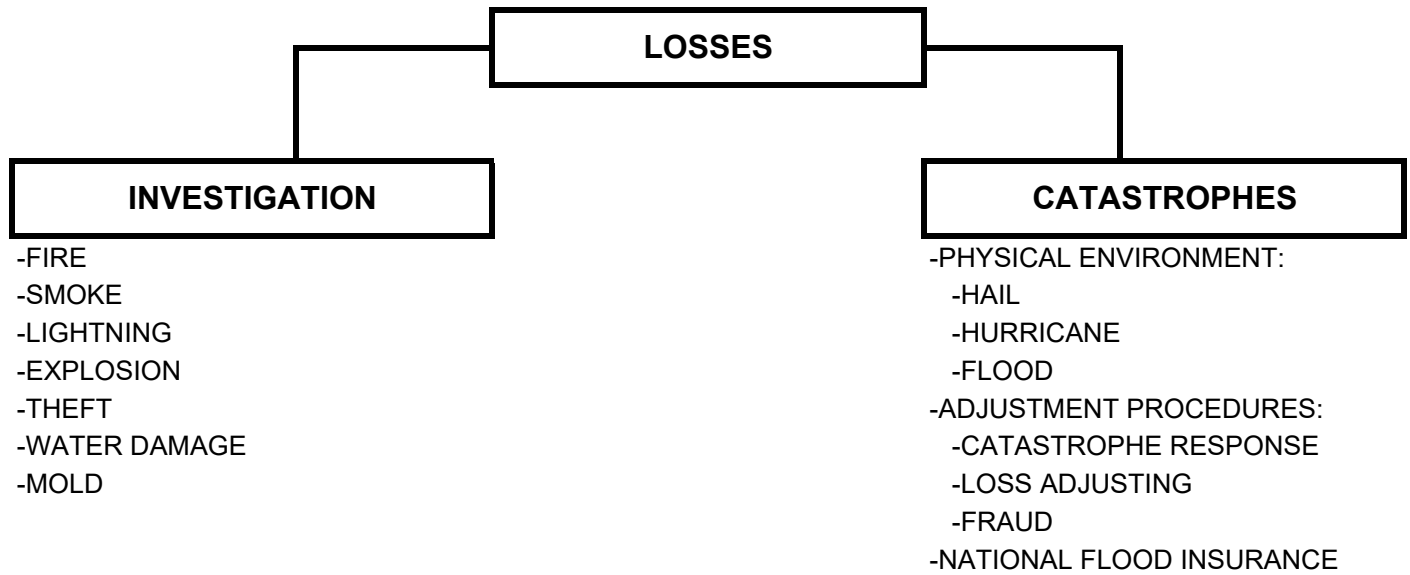 LOSSES
INVESTIGATION
-FIRE
-SMOKE
-LIGHTNING
-EXPLOSION
-THEFT
-WATER DAMAGE
-MOLD
CATASTROPHES
-PHYSICAL ENVIRONMENT:
-HAIL
-HURRICANE
-FLOOD
-ADJUSTMENT PROCEDURES:
-CATASTROPHE RESPONSE
-LOSS ADJUSTING
-FRAUD
-NATIONAL FLOOD INSURANCE